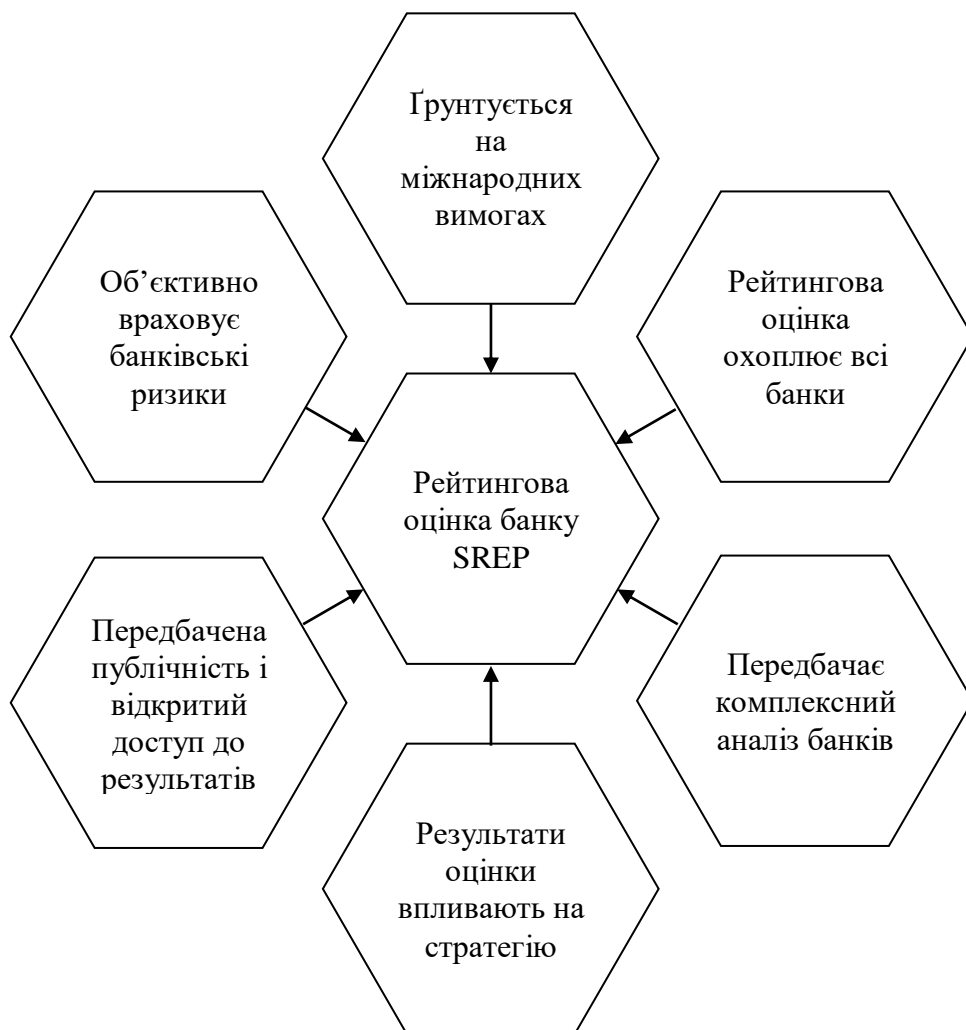 Ґрунтується
на
міжнародних
вимогах
Об’єктивно
враховує
банківські
ризики
Рейтингова
оцінка
охоплює всі
банки
Рейтингова
оцінка банку
SREP
Передбачена
публічність і
відкритий
доступ до
результатів
Передбачає
комплексний
аналіз банків
Результати
оцінки
впливають на
стратегію